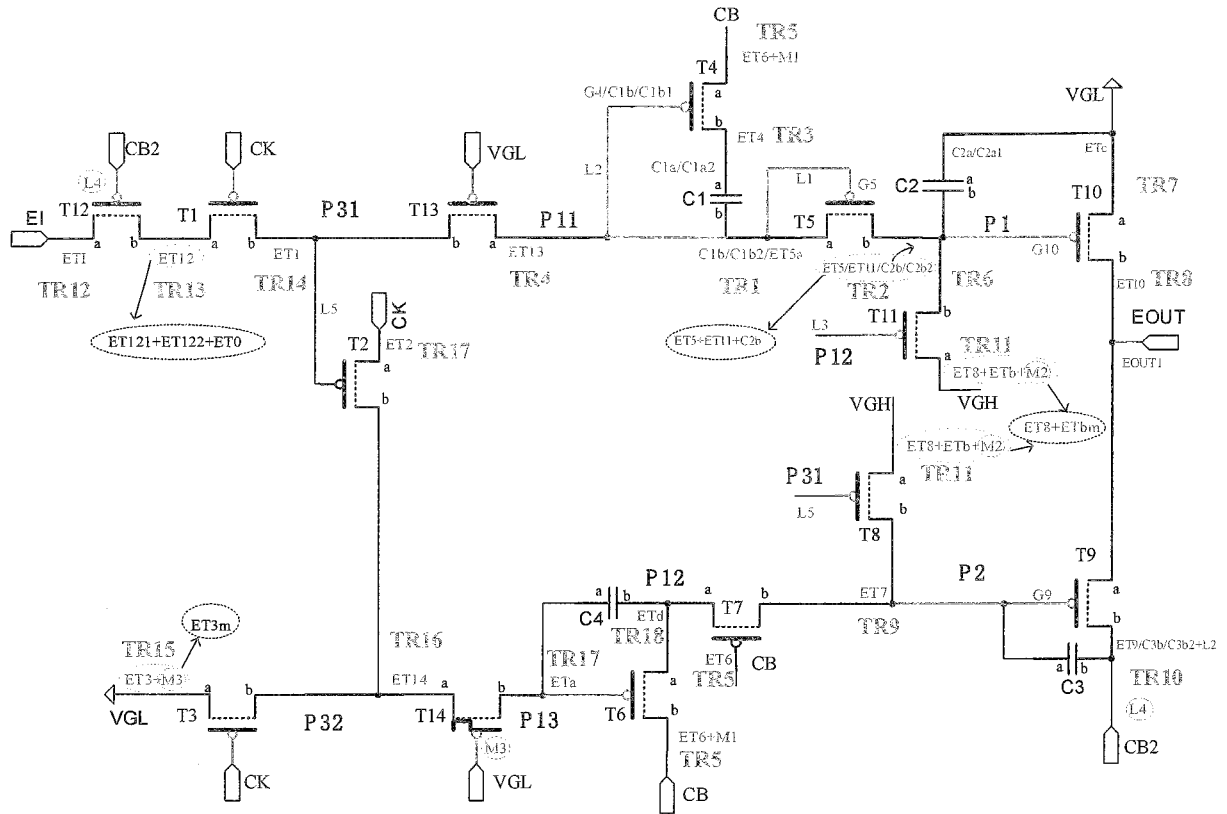 CB
TR5
ET6+M1
T4
a
G4/C1b/C1b1
b
ET4
TR3
VGL
CB2
CK
VGL
L4
L2
C1a/C1a2
a
C1
b
L1
G5
C2a/C2a1
ETc
C2
a
b
T10
TR7
a
EI
T12
T1
P31
T13
P11
T5
P1
a
b
a
b
b
a
a
b
G10
b
ET1
ET12
ET1
ET13
C1b/C1b2/ET5a
ET5/ET11/C2b/C2b2
ET10
TR12
TR13
TR14
TR4
TR1
TR2
TR6
TR8
L5
CK
EOUT
ET121+ET122+ET0
T2
ET2
TR17
a
b
ET5+ET11+C2b
L3
T11
b
P12
a
TR11
EOUT1
ET8+ETb+M2
VGH
VGH
ET8+ETbm
ET8+ETb+M2
P31
a
TR11
L5
b
T8
T9
P12
P2
a
C4
b
a
b
a
ETd
T7
ET7
G9
b
ET3m
TR16
TR18
TR9
ET9/C3b/C3b2+L2
TR15
TR17
ET6
CB
a
b
C3
TR10
ET3+M3
a
b
ET14
a
b
ETa
a
TR5
L4
VGL
T3
P32
T14
P13
T6
b
M3
ET6+M1
CB2
TR5
CK
VGL
CB